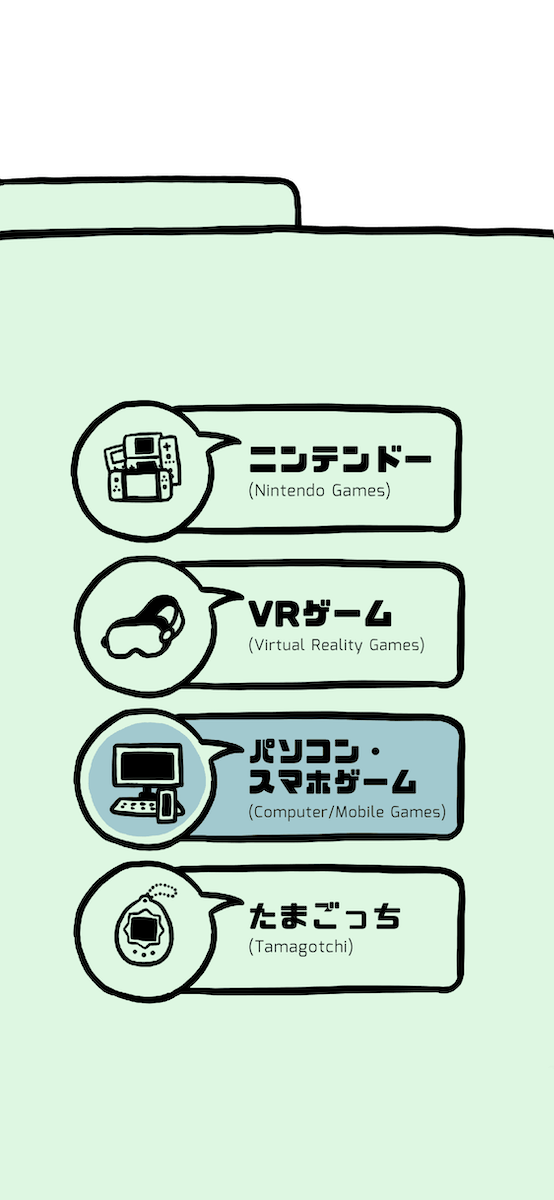 ニンテンドー
(Nintendo Games)
VRゲーム
(Virtual Reality Games)
パソコン・
スマホゲーム
(Computer/Mobile Games)
たまごっち
(Tamagotchi)